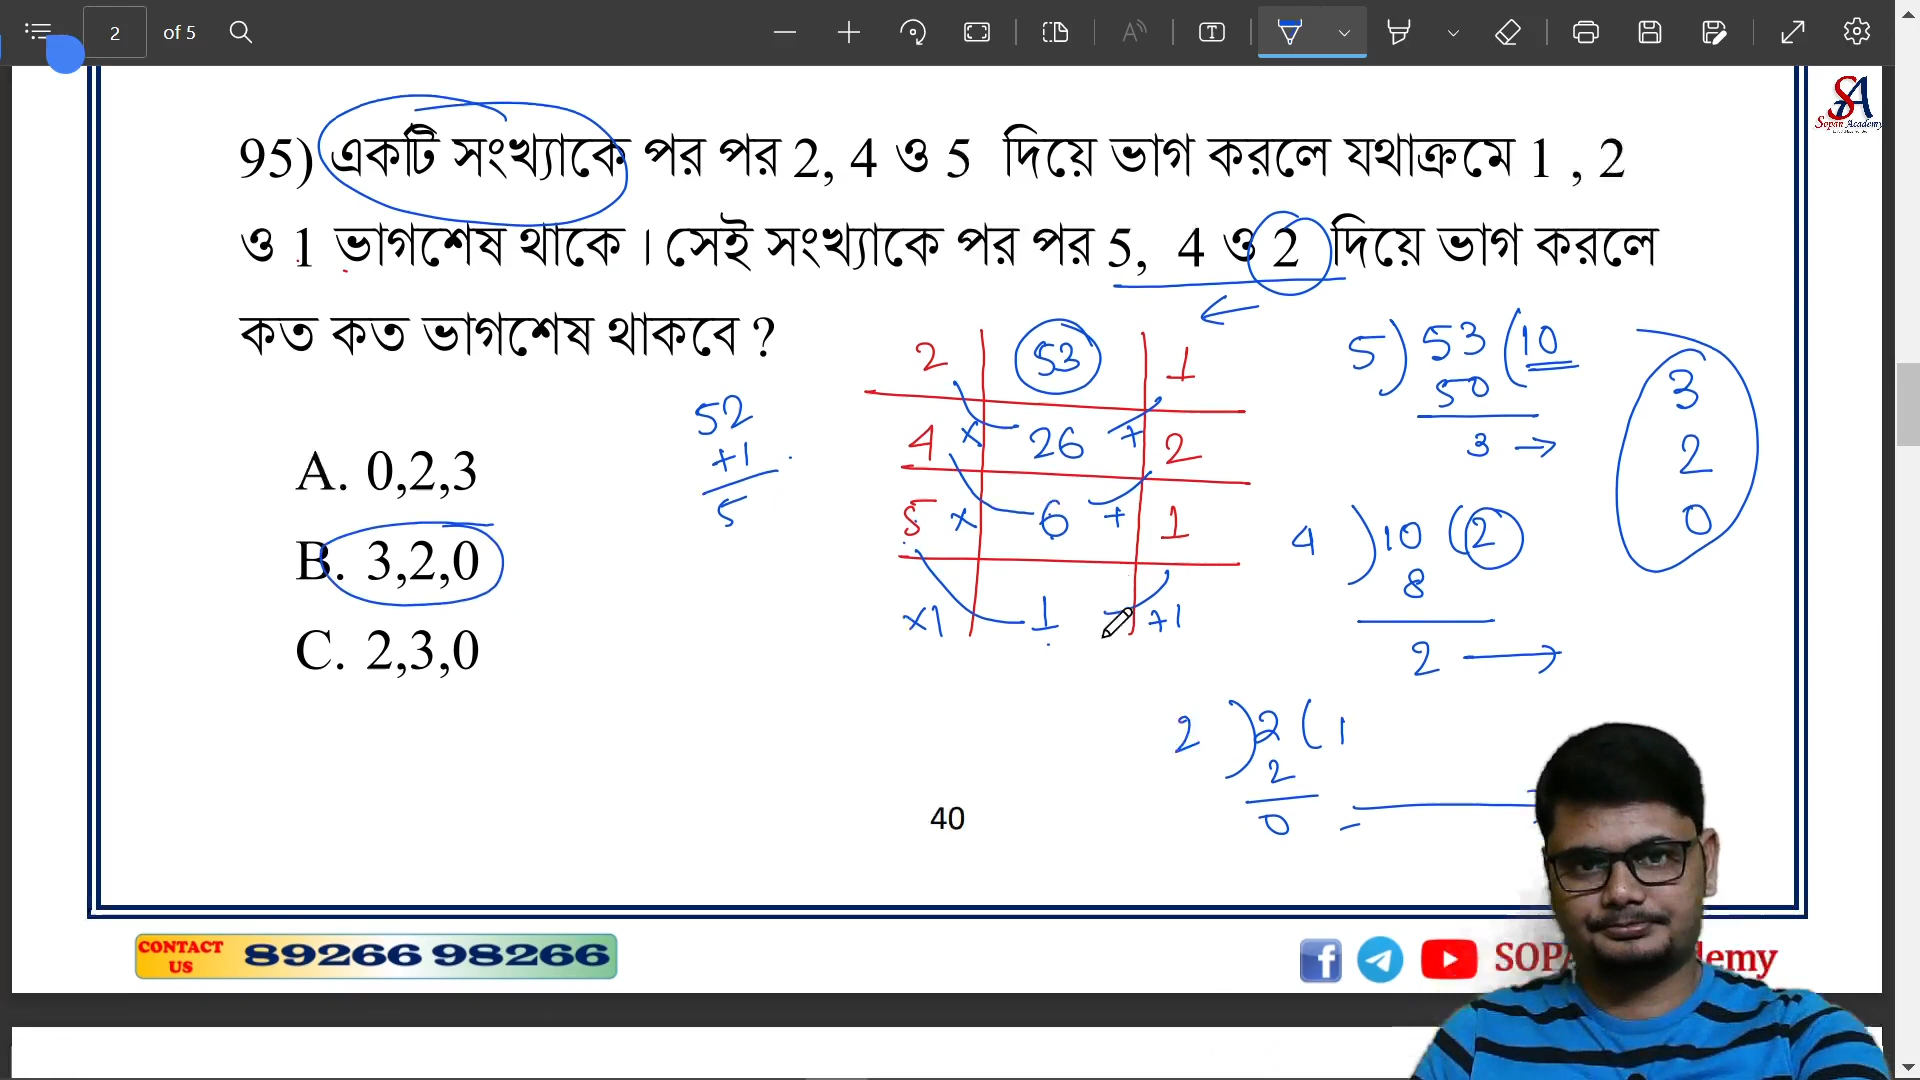 2 of 5
Sopan Academy
95) একটি সংখ্যাকে পর পর 2, 4 ও 5 দিয়ে ভাগ করলে যথাক্রমে 1 , 2
ও 1 ভাগশেষ থাকে । সেই সংখ্যাকে পর পর 5, 4 ও 2 দিয়ে ভাগ করলে
কত কত ভাগশেষ থাকবে ?
2 53 1
4 × 26 + 2
5 × 6 + 1
×1 1 +1
52
+1
5
5) 53 (10
50
3
4 ) 10 ( 2
8
2
2 ) 2 ( 1
2
0
3
2
0
A. 0,2,3
B. 3,2,0
C. 2,3,0
40
CONTACT US 89266 98266